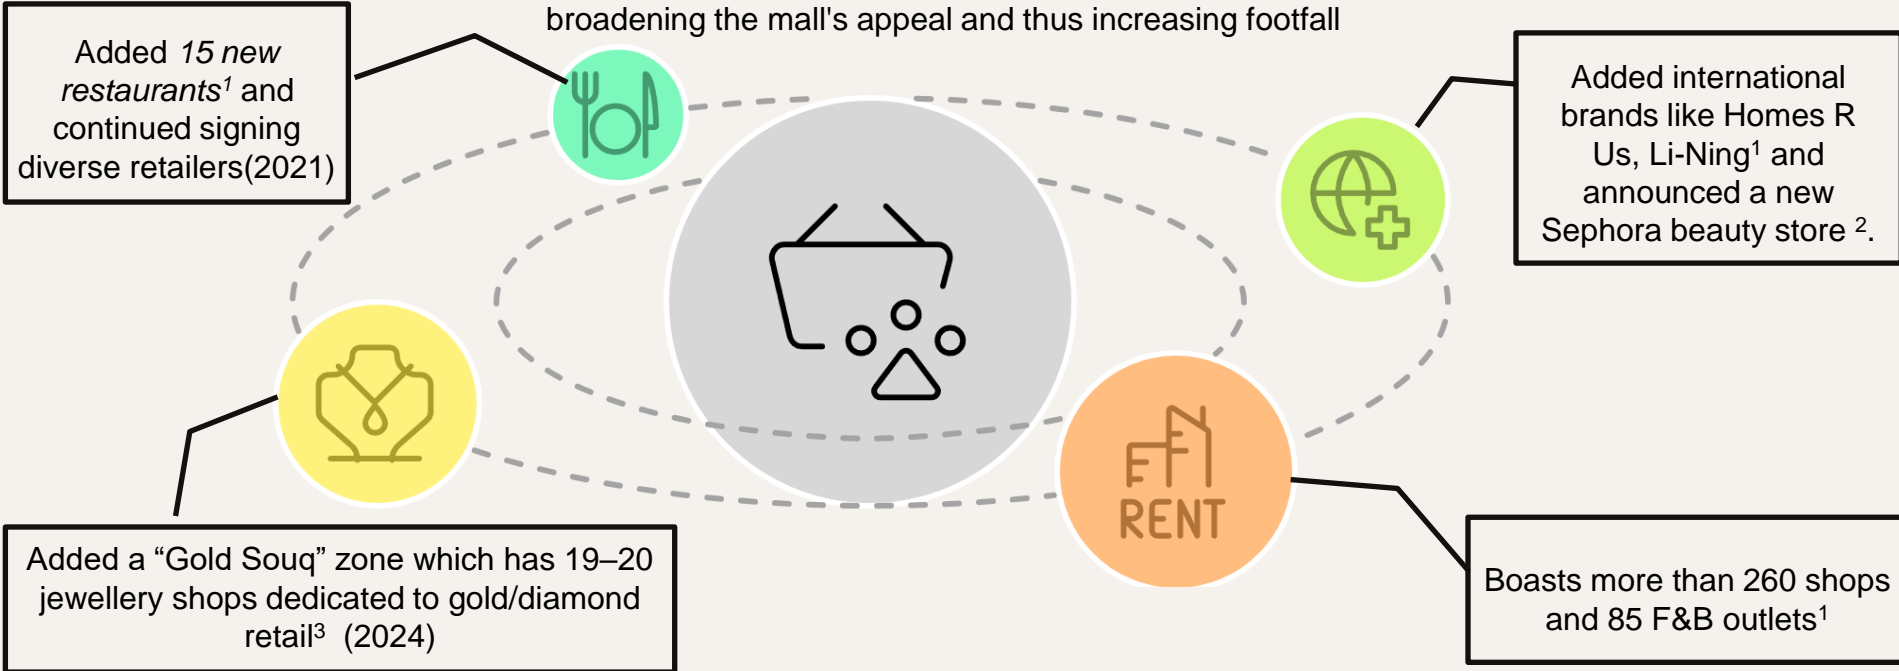 broadening the mall's appeal and thus increasing footfall
Added 15 new
restaurants¹ and
continued signing
diverse retailers(2021)
Added international
brands like Homes R
Us, Li-Ning¹ and
announced a new
Sephora beauty store ².
RENT
Added a “Gold Souq” zone which has 19–20
jewellery shops dedicated to gold/diamond
retail³ (2024)
Boasts more than 260 shops
and 85 F&B outlets¹